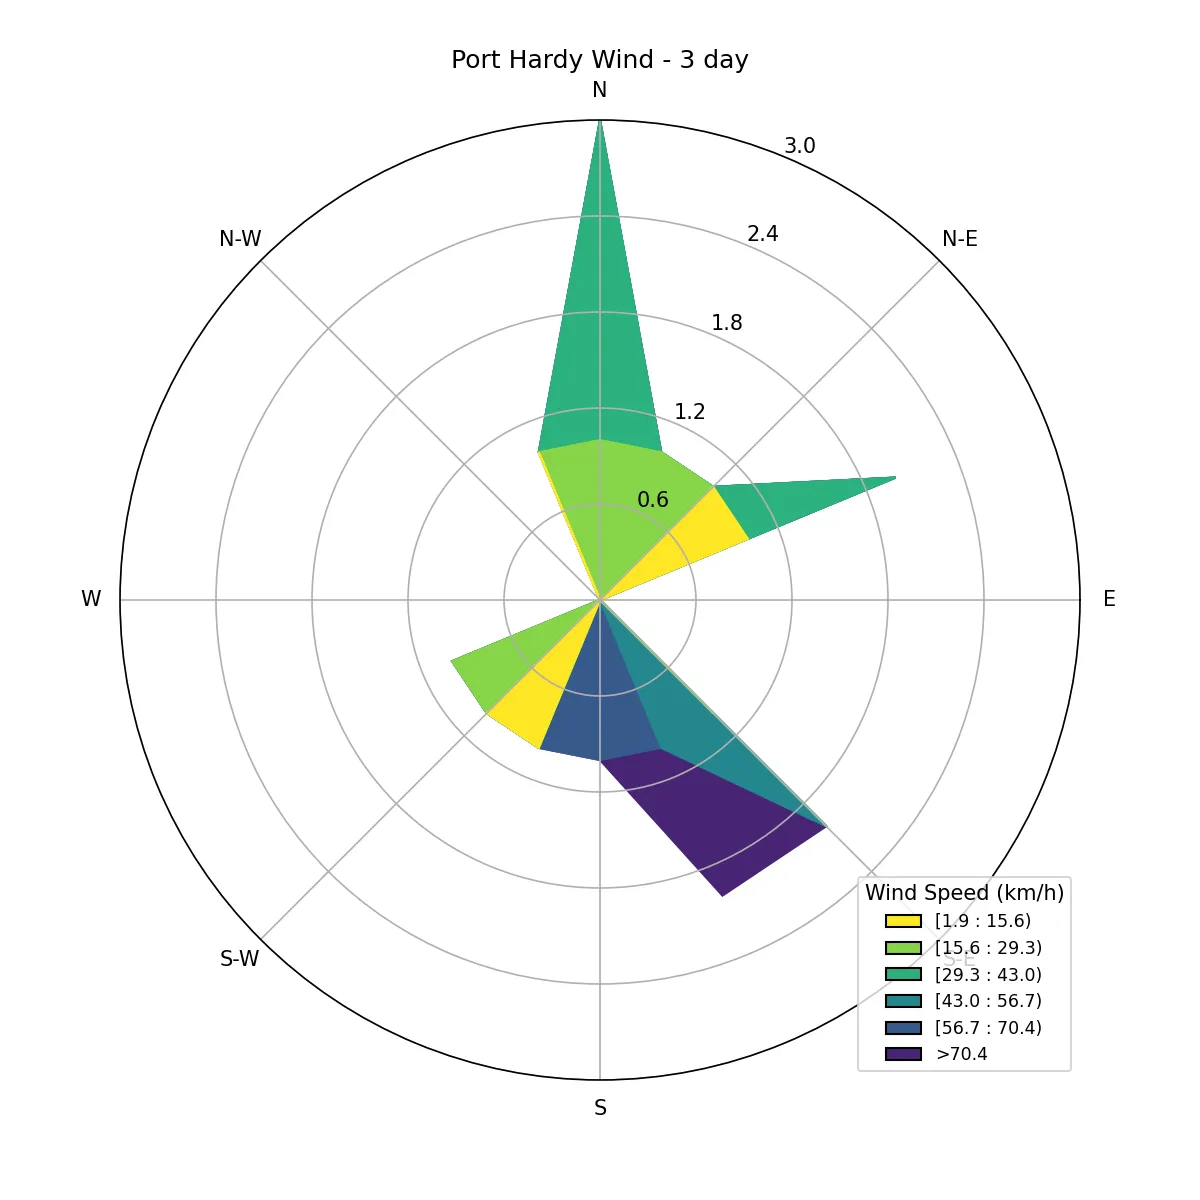 Port Hardy Wind - 3 day
N
3.0
N-W
2.4
N-E
1.8
1.2
0.6
W
E
Wind Speed (km/h)
[1.9 : 15.6)
[15.6 : 29.3)
S-W
S-E
[29.3 : 43.0)
[43.0 : 56.7)
[56.7 : 70.4)
>70.4
S